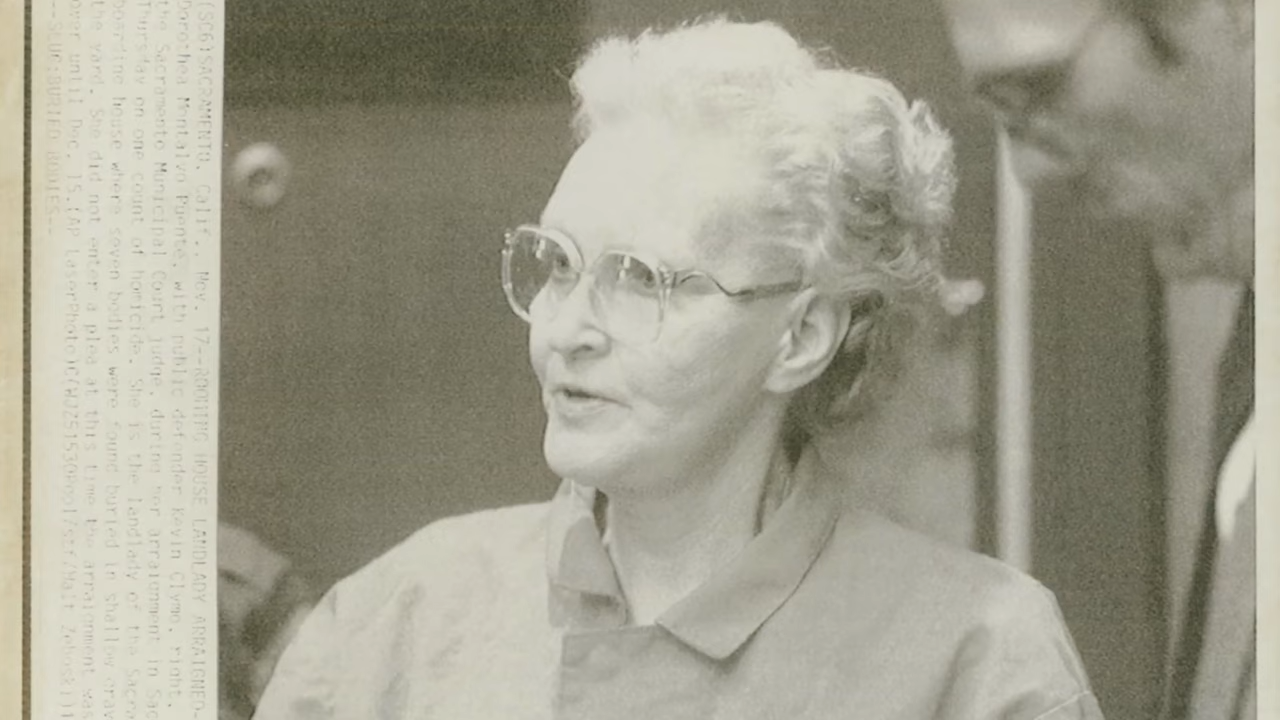 (SC6)SACRAMENTO, Calif., Nov. 17--ROOMING HOUSE LANDLADY ARRAIGNED-
Dorothea Montalvo Puente, with public defender Kevin Clymo, right,
the Sacramento Municipal Court judge, during her arraignment in Sac
Thursday on one count of homicide. She is the landlady of the Sacra
boarding house where seven bodies were found buried in shallow grav
the yard. She did not enter a plea at this time the arraignment was
over until Dec. 15.(AP LaserPhoto)
--SLUG:BURIED BODIES--